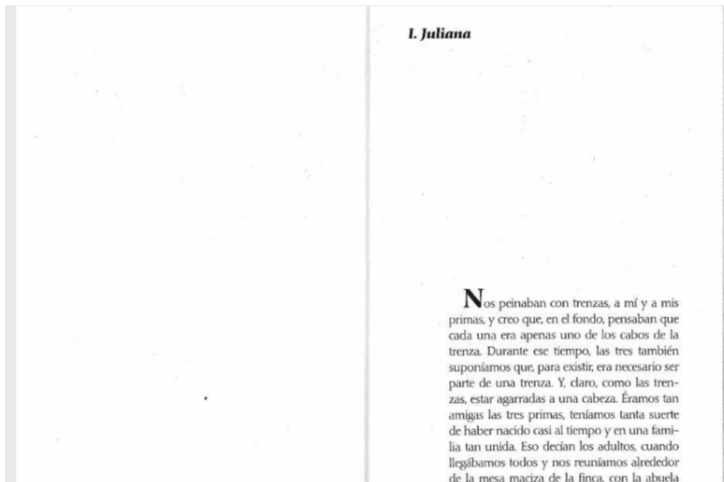 I. Juliana
Nos peinaban con trenzas, a mí y a mis
primas, y creo que, en el fondo, pensaban que
cada una era apenas uno de los cabos de la
trenza. Durante ese tiempo, las tres también
suponíamos que, para existir, era necesario ser
parte de una trenza. Y, claro, como las tren-
zas, estar agarradas a una cabeza. Éramos tan
amigas las tres primas, teníamos tanta suerte
de haber nacido casi al tiempo y en una fami-
lia tan unida. Eso decían los adultos, cuando
llegábamos todos y nos reuníamos alrededor
de la mesa maciza de la finca, con la abuela